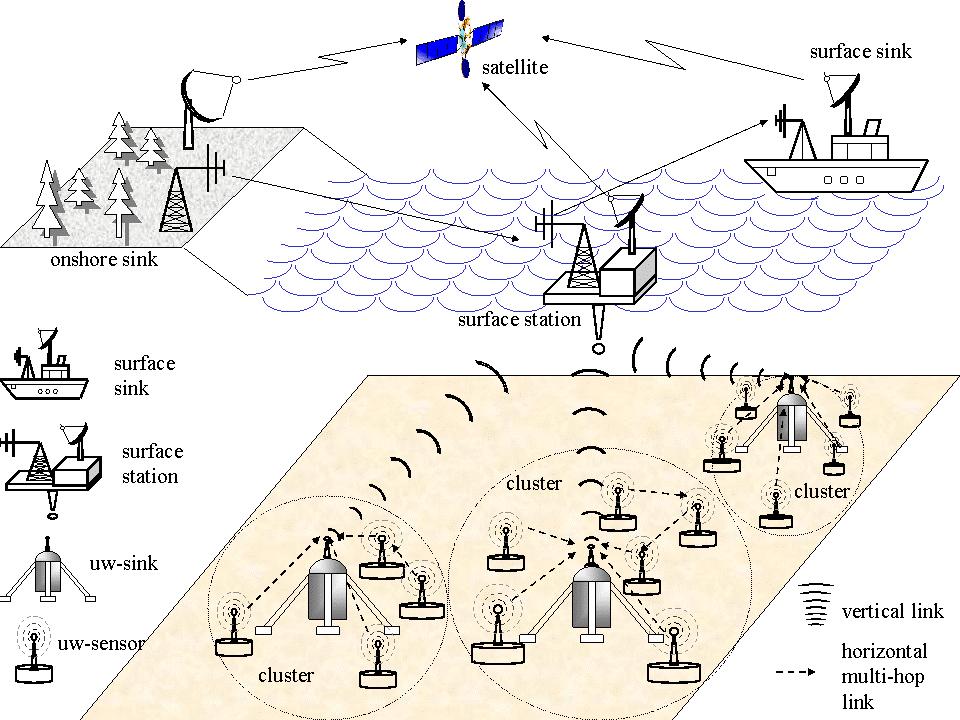 surface sink
satellite
onshore sink
surface station
surface
sink
surface
station
cluster
cluster
uw-sink
vertical link
uw-sensor
horizontal
multi-hop
link
cluster